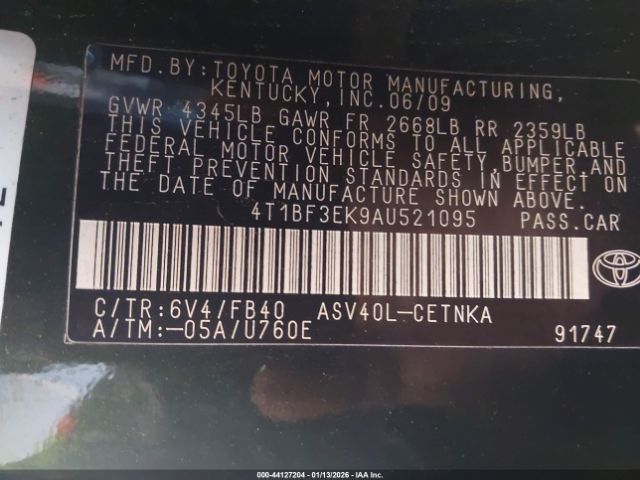 MFD.BY:TOYOTA MOTOR MANUFACTURING,
KENTUCKY,INC.06/09
GVWR 4345LB GAWR FR 2668LB RR 2359LB
THIS VEHICLE CONFORMS TO ALL APPLICABLE
FEDERAL MOTOR VEHICLE SAFETY,BUMPER,AND
THEFT PREVENTION STANDARDS IN EFFECT ON
THE DATE OF MANUFACTURE SHOWN ABOVE.
4T1BF3EK9AU521095 PASS.CAR
C/TR:6V4/FB40 ASV40L-CETNKA
A/TM:-05A/U760E 91747
000-44127204 - 01/13/2026 - IAA Inc.